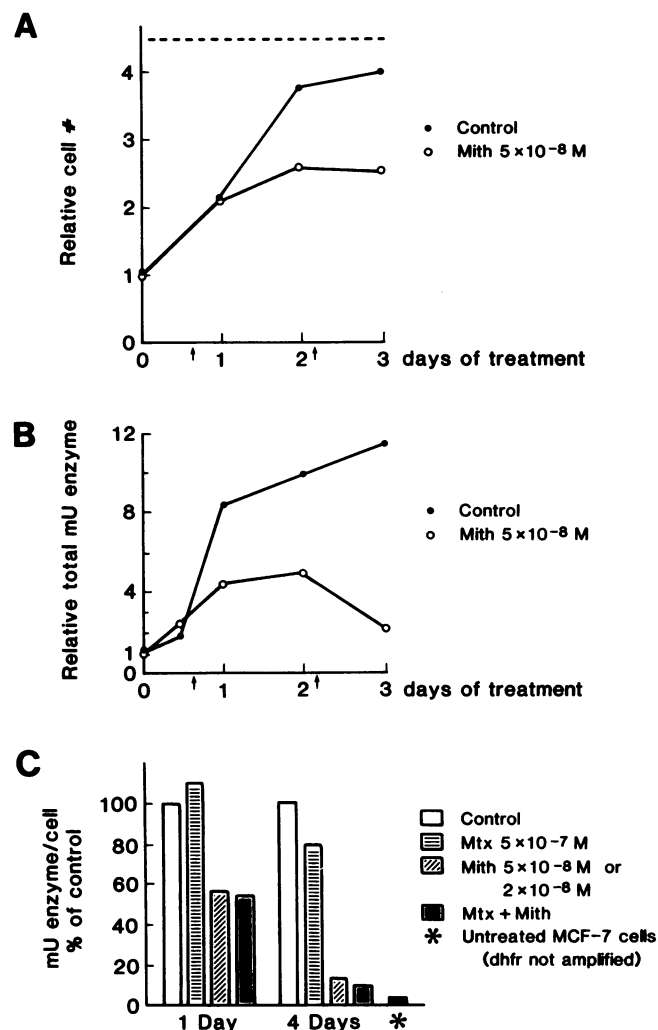 A
Relative cell #
4
3
2
1
0
0 1 2 3 days of treatment
Control
Mith 5×10⁻⁸ M
B
Relative total mU enzyme
12
8
4
1
0
0 1 2 3 days of treatment
Control
Mith 5×10⁻⁸ M
C
mU enzyme/cell
% of control
100
80
60
40
20
0
1 Day 4 Days *
Control
Mtx 5×10⁻⁷ M
Mith 5×10⁻⁸ M or
2×10⁻⁸ M
Mtx + Mith
* Untreated MCF-7 cells
(dhfr not amplified)